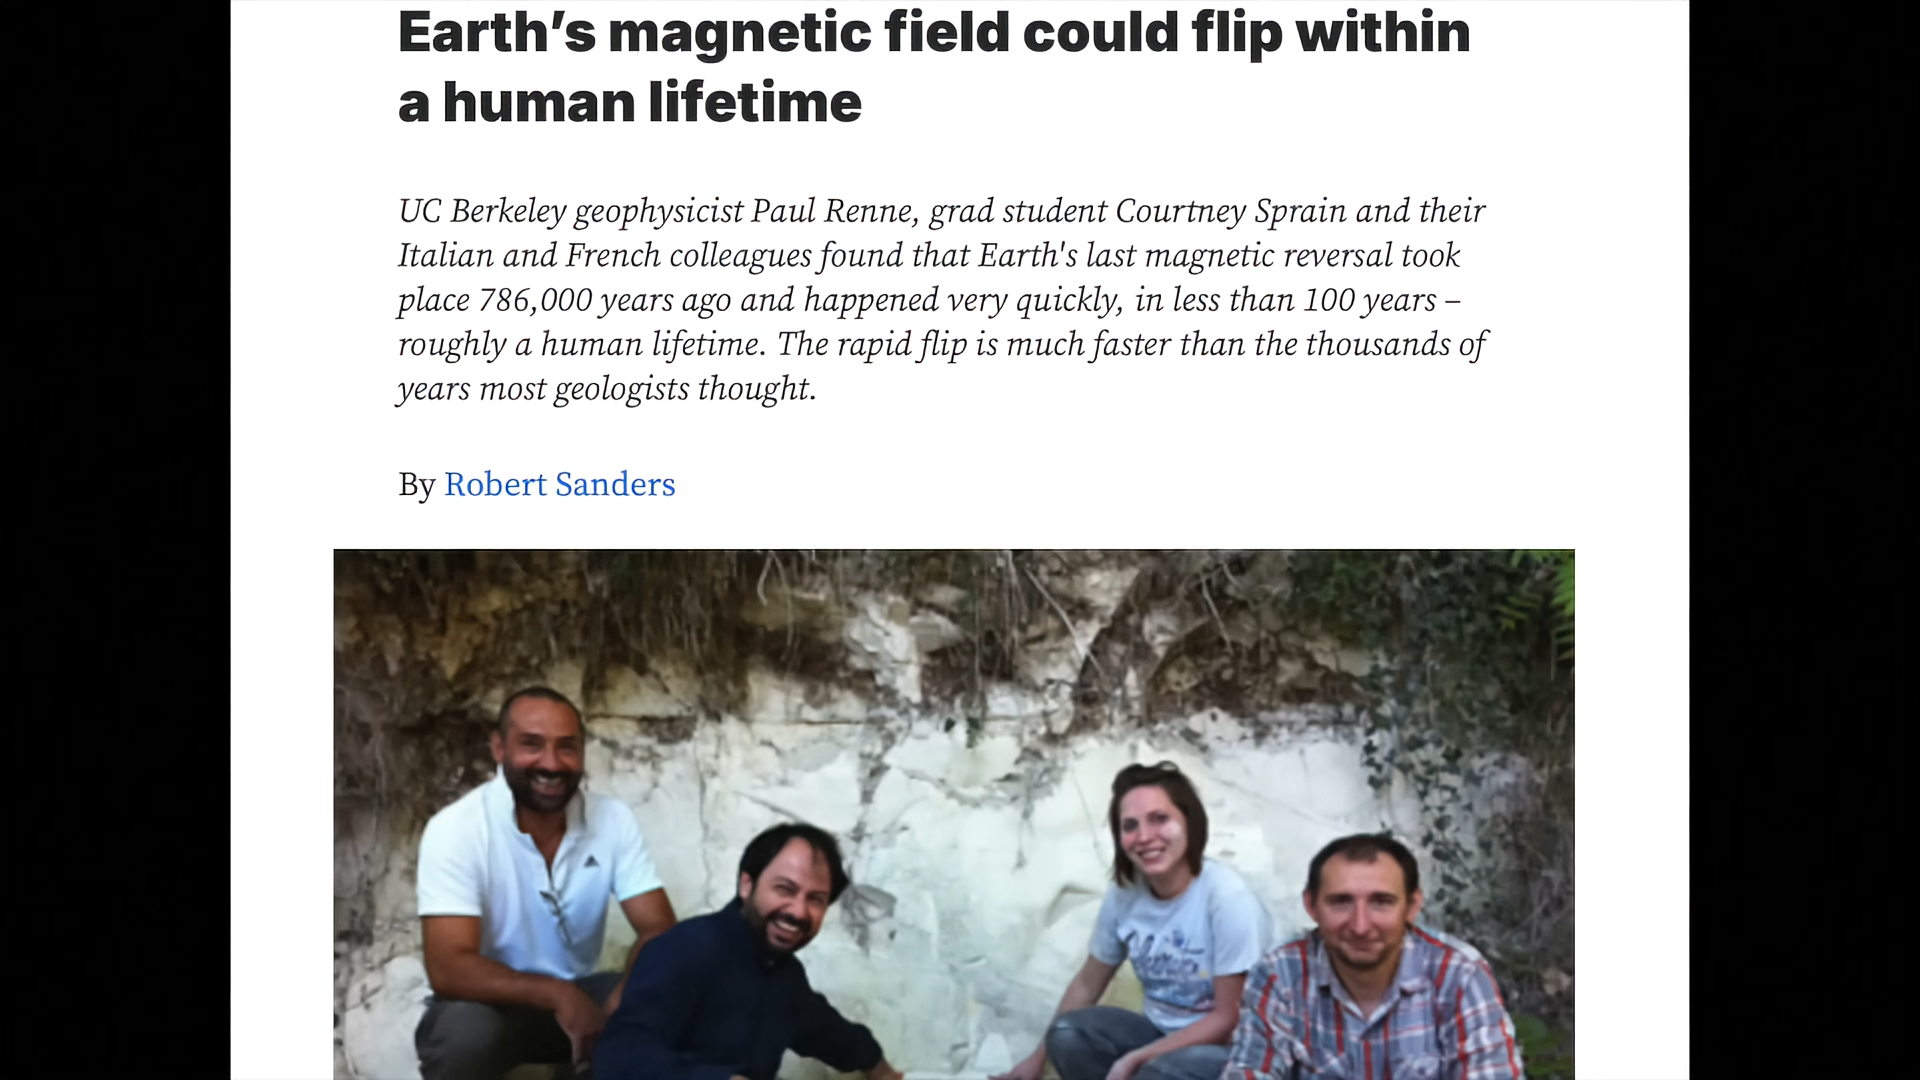 Earth’s magnetic field could flip within
a human lifetime
UC Berkeley geophysicist Paul Renne, grad student Courtney Sprain and their
Italian and French colleagues found that Earth's last magnetic reversal took
place 786,000 years ago and happened very quickly, in less than 100 years –
roughly a human lifetime. The rapid flip is much faster than the thousands of
years most geologists thought.
By Robert Sanders